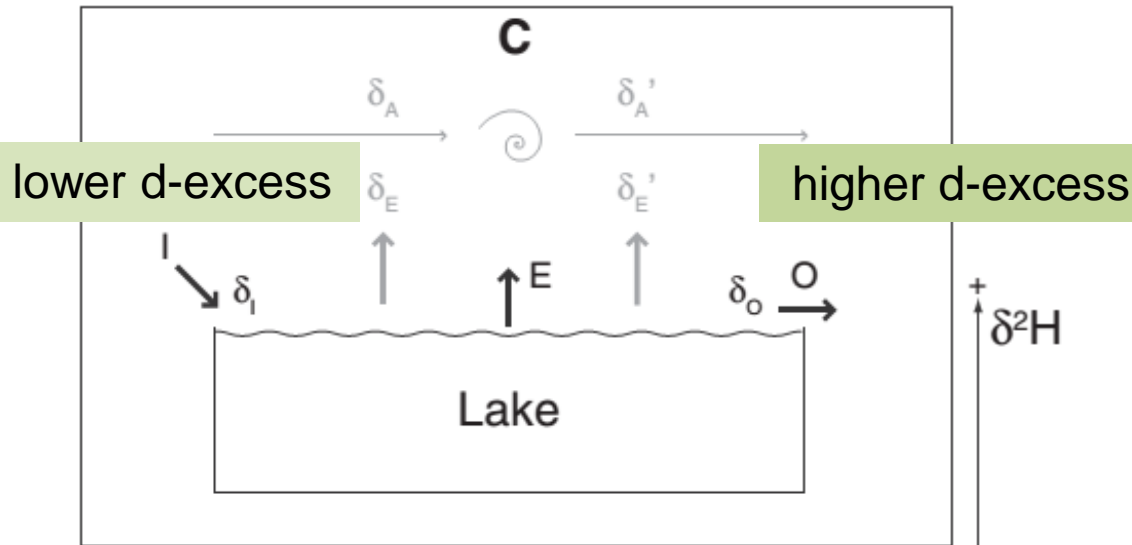 C
δA δA’
lower d-excess δE δE’ higher d-excess
I δI E δO O
+
δ²H
Lake